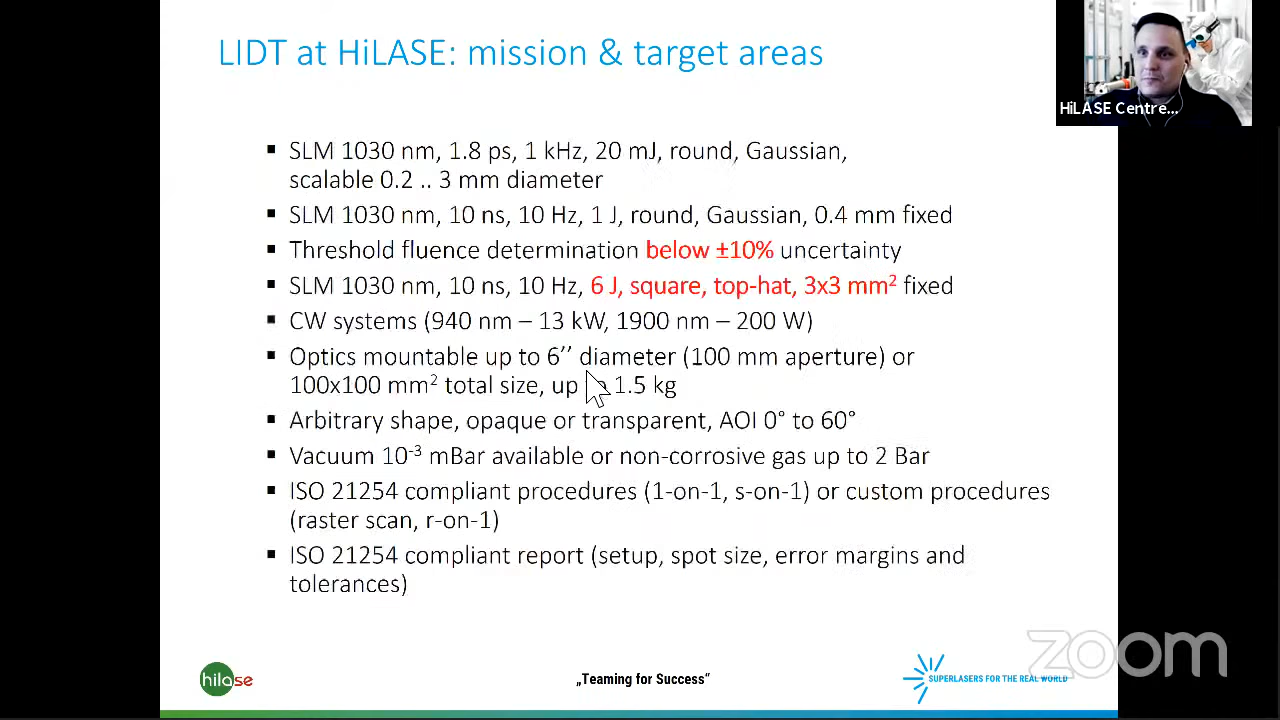 LIDT at HiLASE: mission & target areas
HiLASE Centre...
▪ SLM 1030 nm, 1.8 ps, 1 kHz, 20 mJ, round, Gaussian,
scalable 0.2 .. 3 mm diameter
▪ SLM 1030 nm, 10 ns, 10 Hz, 1 J, round, Gaussian, 0.4 mm fixed
▪ Threshold fluence determination below ±10% uncertainty
▪ SLM 1030 nm, 10 ns, 10 Hz, 6 J, square, top-hat, 3x3 mm² fixed
▪ CW systems (940 nm – 13 kW, 1900 nm – 200 W)
▪ Optics mountable up to 6’’ diameter (100 mm aperture) or
100x100 mm² total size, up 1.5 kg
▪ Arbitrary shape, opaque or transparent, AOI 0° to 60°
▪ Vacuum 10⁻³ mBar available or non-corrosive gas up to 2 Bar
▪ ISO 21254 compliant procedures (1-on-1, s-on-1) or custom procedures
(raster scan, r-on-1)
▪ ISO 21254 compliant report (setup, spot size, error margins and
tolerances)
zoom
hilase
„Teaming for Success“
SUPERLASERS FOR THE REAL WORLD